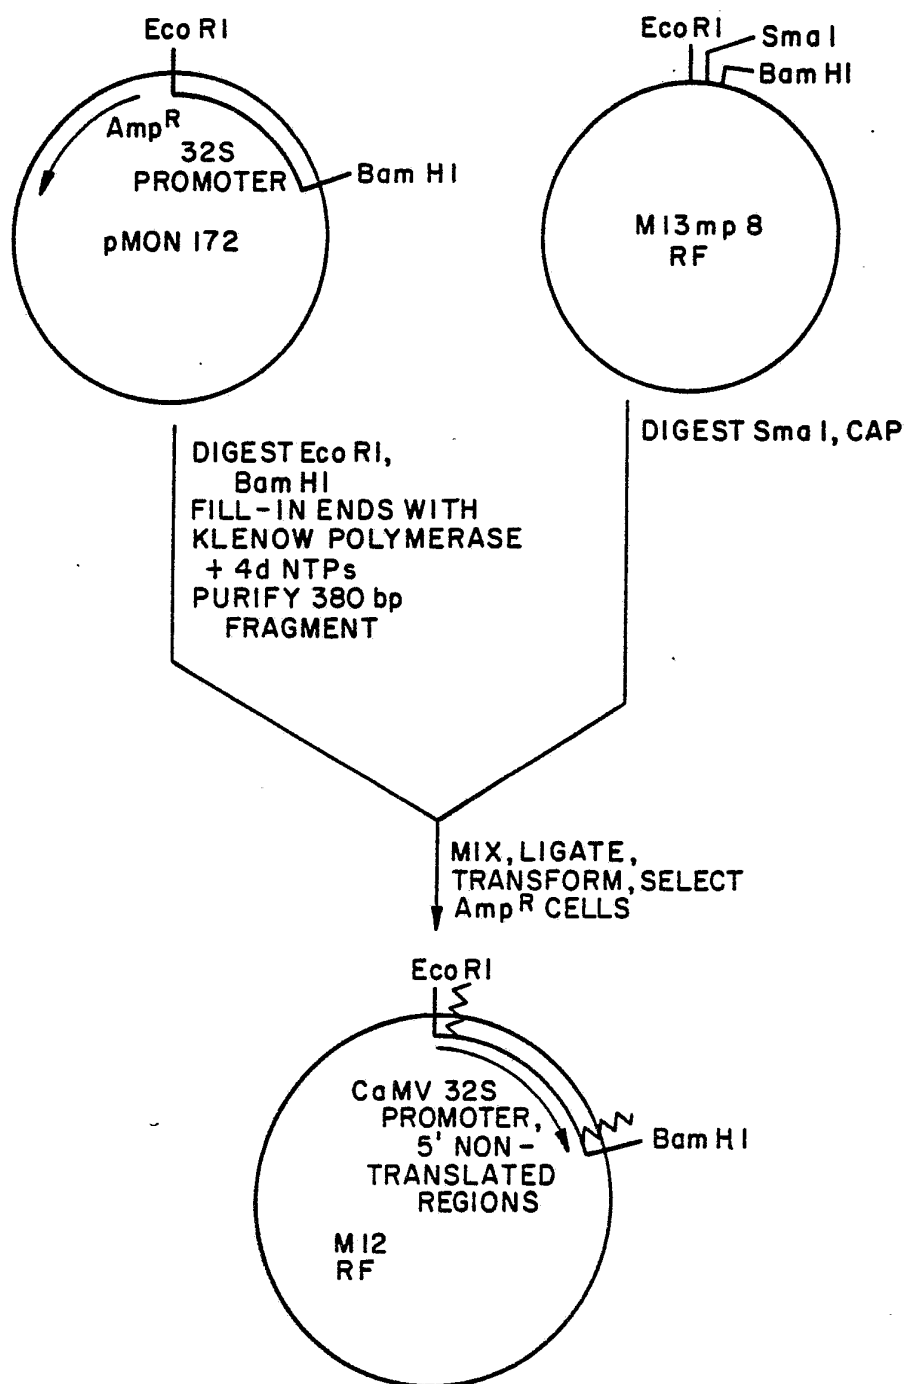 Eco RI
AmpR
32S
PROMOTER
Bam HI
pMON 172
Eco RI
Sma I
Bam HI
M13mp 8
RF
DIGEST Eco RI,
Bam HI
FILL-IN ENDS WITH
KLENOW POLYMERASE
+ 4d NTPs
PURIFY 380 bp
FRAGMENT
DIGEST Sma I, CAP
MIX, LIGATE,
TRANSFORM, SELECT
AmpR CELLS
Eco RI
CaMV 32S
PROMOTER,
5' NON-
TRANSLATED
REGIONS
Bam HI
M12
RF